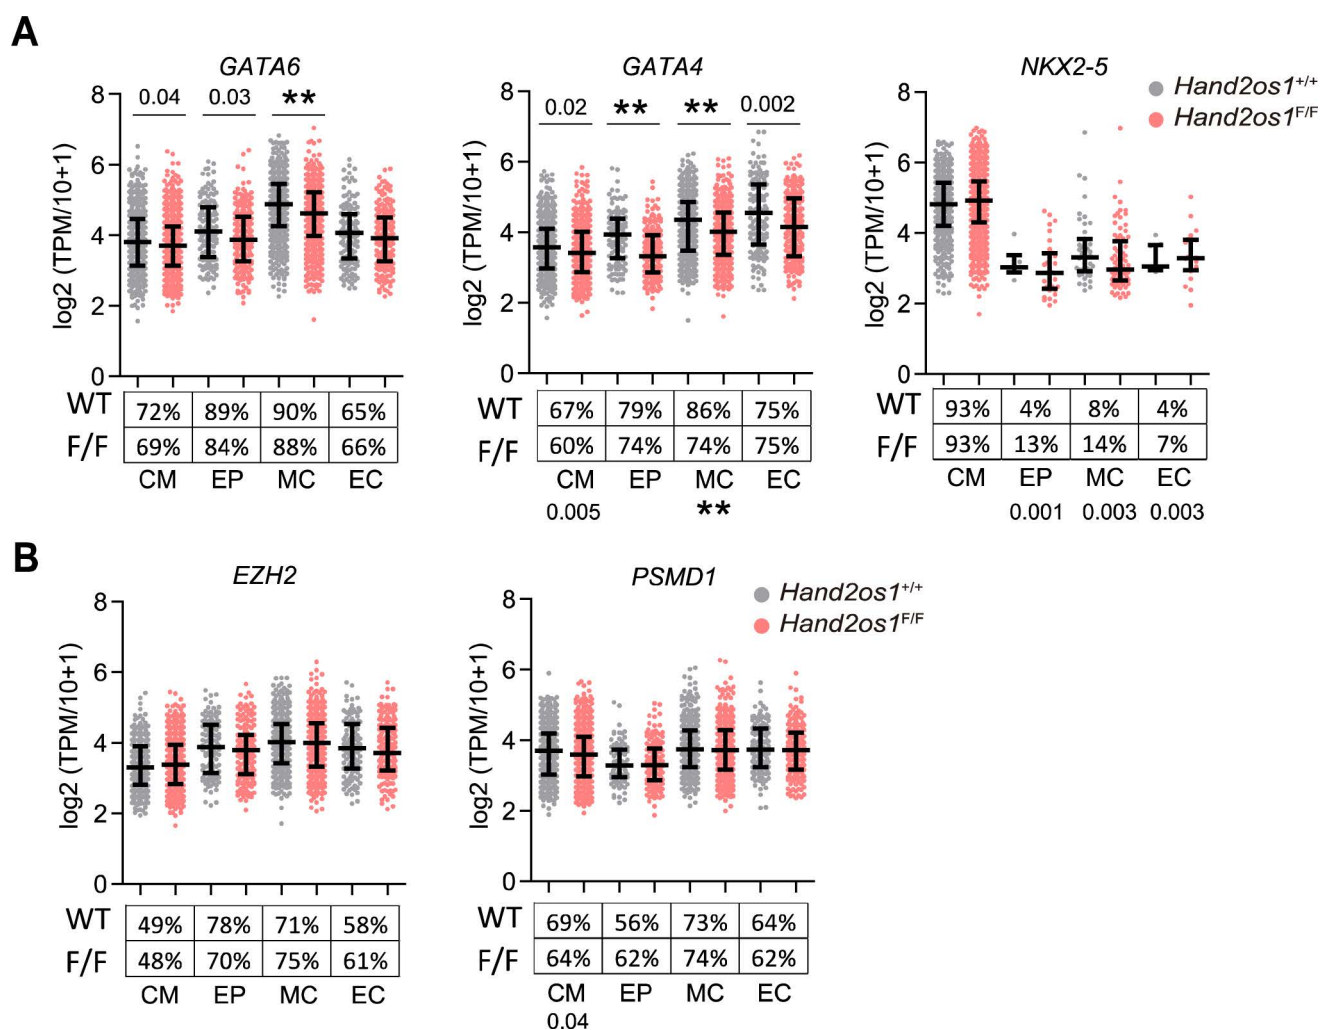 A
GATA6
GATA4
NKX2-5
Hand2os1+/+
Hand2os1F/F
log2 (TPM/10+1)
8
6
4
2
0
0.04
0.03
**
WT
72% 89% 90% 65%
F/F
69% 84% 88% 66%
CM EP MC EC
log2 (TPM/10+1)
8
6
4
2
0
0.02
**
**
0.002
WT
67% 79% 86% 75%
F/F
60% 74% 74% 75%
CM EP MC EC
0.005
**
log2 (TPM/10+1)
8
6
4
2
0
WT
93% 4% 8% 4%
F/F
93% 13% 14% 7%
CM EP MC EC
0.001 0.003 0.003
B
EZH2
PSMD1
Hand2os1+/+
Hand2os1F/F
log2 (TPM/10+1)
8
6
4
2
0
WT
49% 78% 71% 58%
F/F
48% 70% 75% 61%
CM EP MC EC
log2 (TPM/10+1)
8
6
4
2
0
WT
69% 56% 73% 64%
F/F
64% 62% 74% 62%
CM EP MC EC
0.04